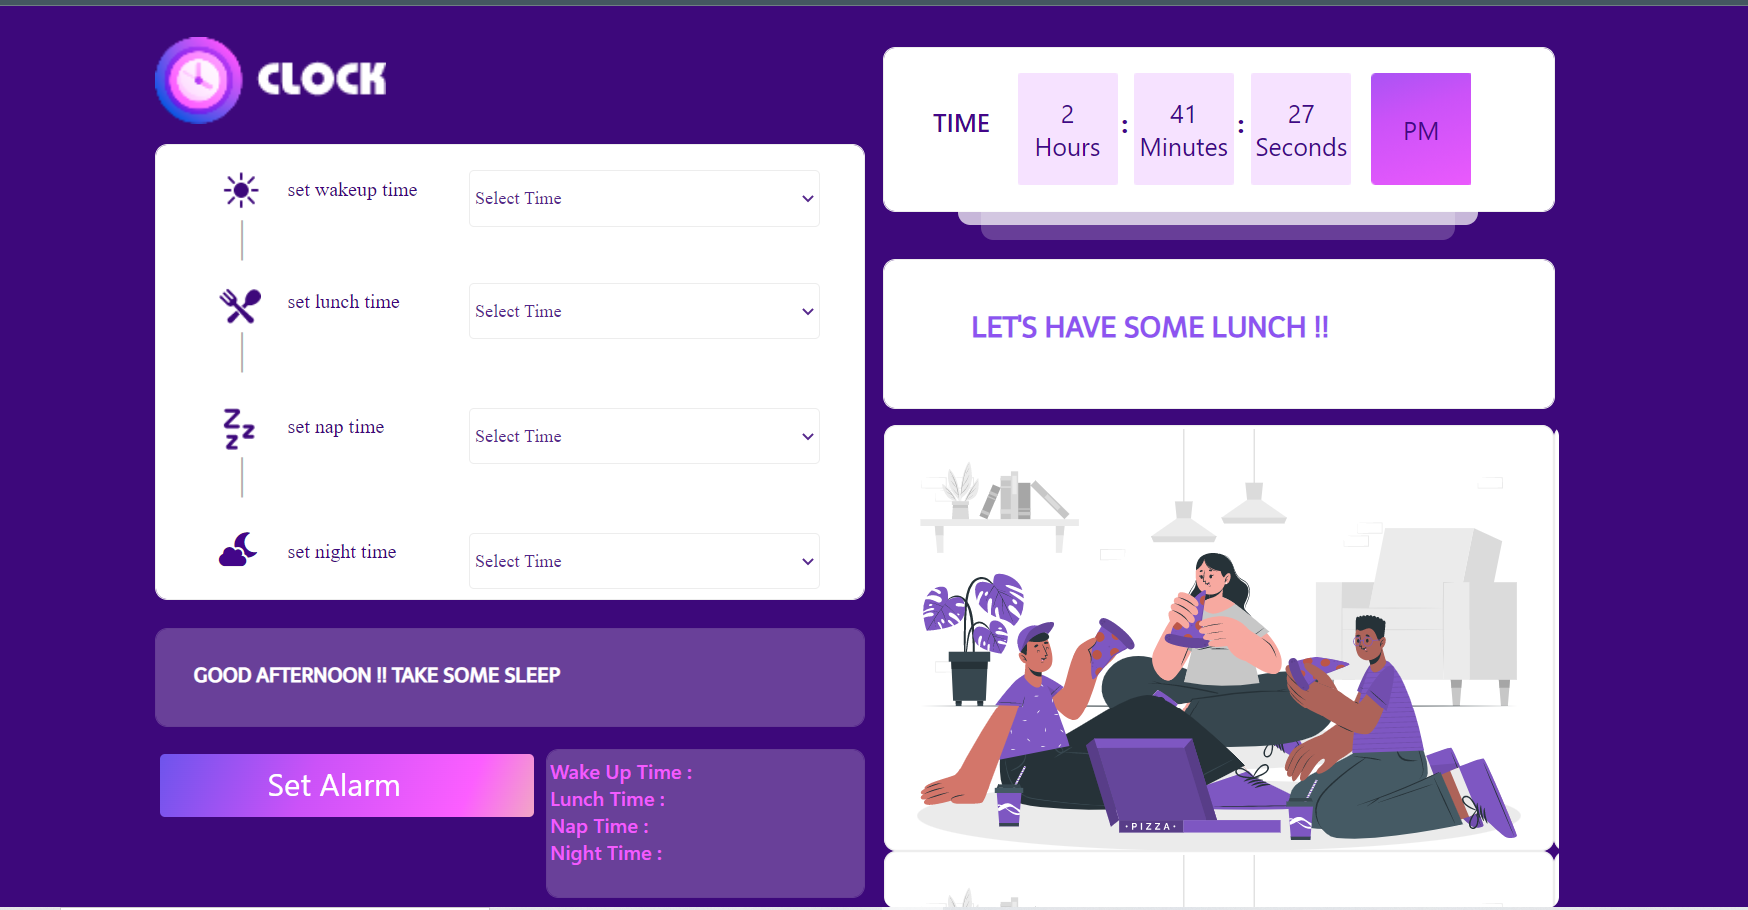 CLOCK
set wakeup time
Select Time
set lunch time
Select Time
set nap time
Select Time
set night time
Select Time
GOOD AFTERNOON !! TAKE SOME SLEEP
Set Alarm
Wake Up Time :
Lunch Time :
Nap Time :
Night Time :
TIME
2
Hours
:
41
Minutes
:
27
Seconds
PM
LET'S HAVE SOME LUNCH !!
• PIZZA •